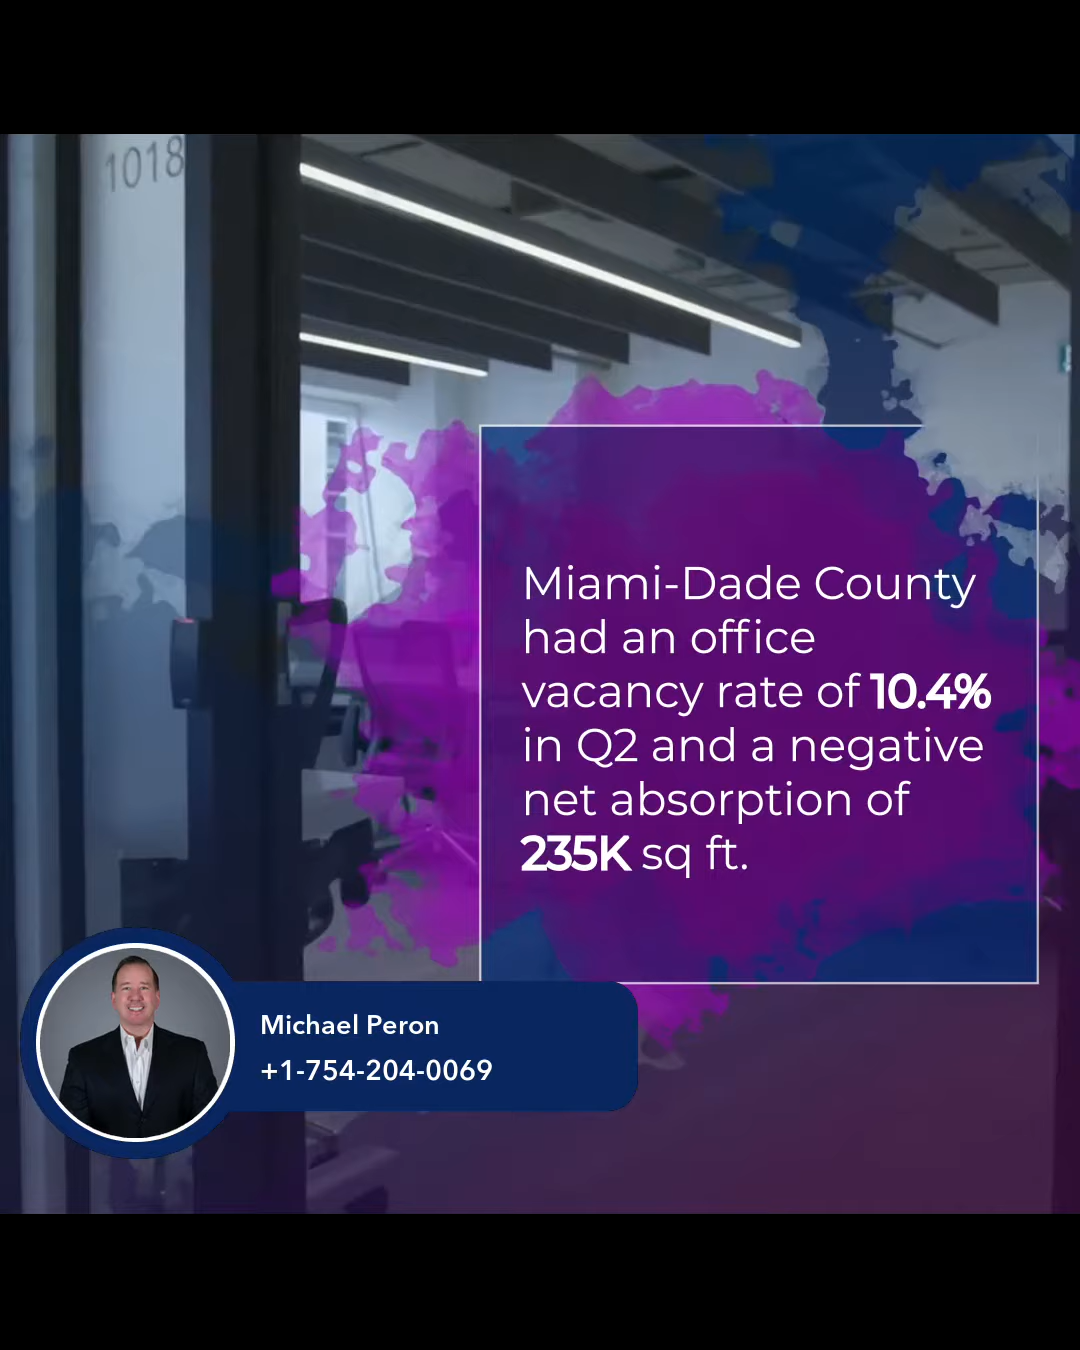 1018
Miami-Dade County
had an office
vacancy rate of 10.4%
in Q2 and a negative
net absorption of
235K sq ft.
Michael Peron
+1-754-204-0069